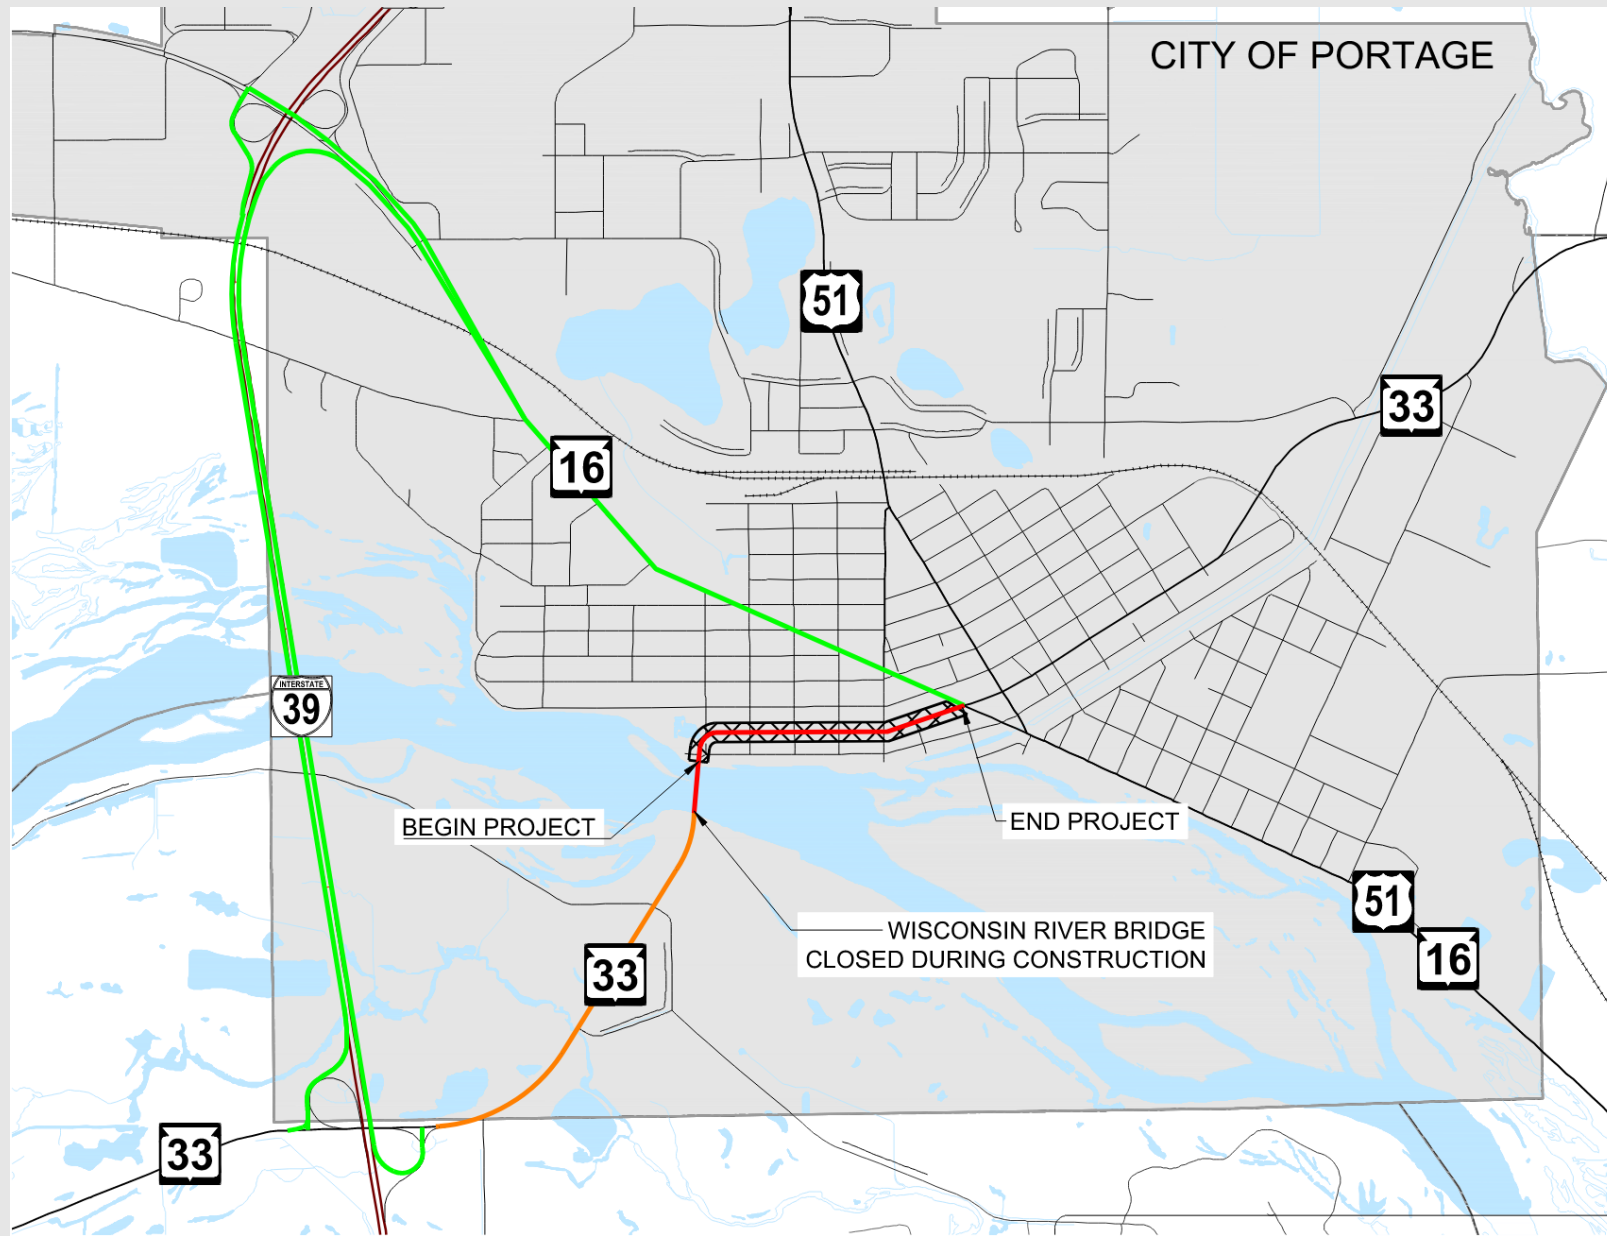 CITY OF PORTAGE
51
33
16
INTERSTATE
39
BEGIN PROJECT
END PROJECT
51
WISCONSIN RIVER BRIDGE
CLOSED DURING CONSTRUCTION
16
33
33